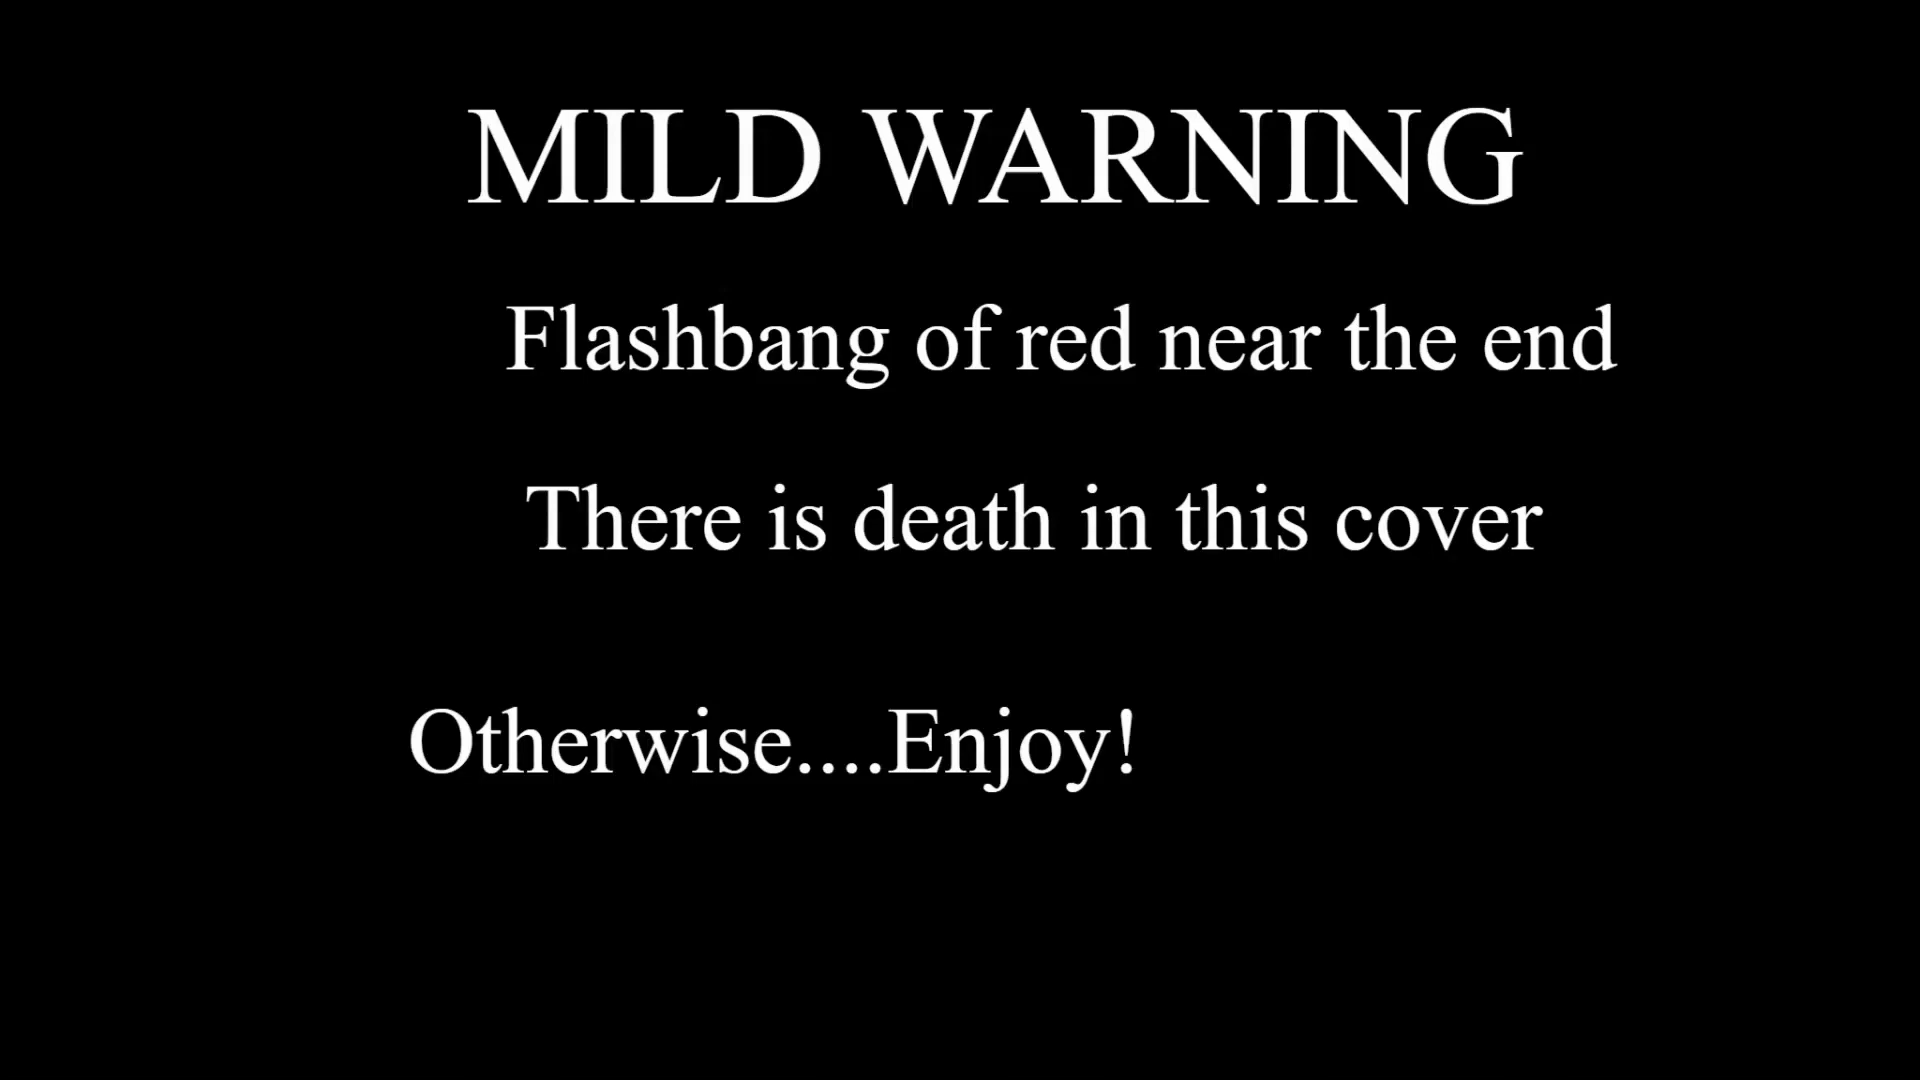 MILD WARNING
Flashbang of red near the end
There is death in this cover
Otherwise....Enjoy!